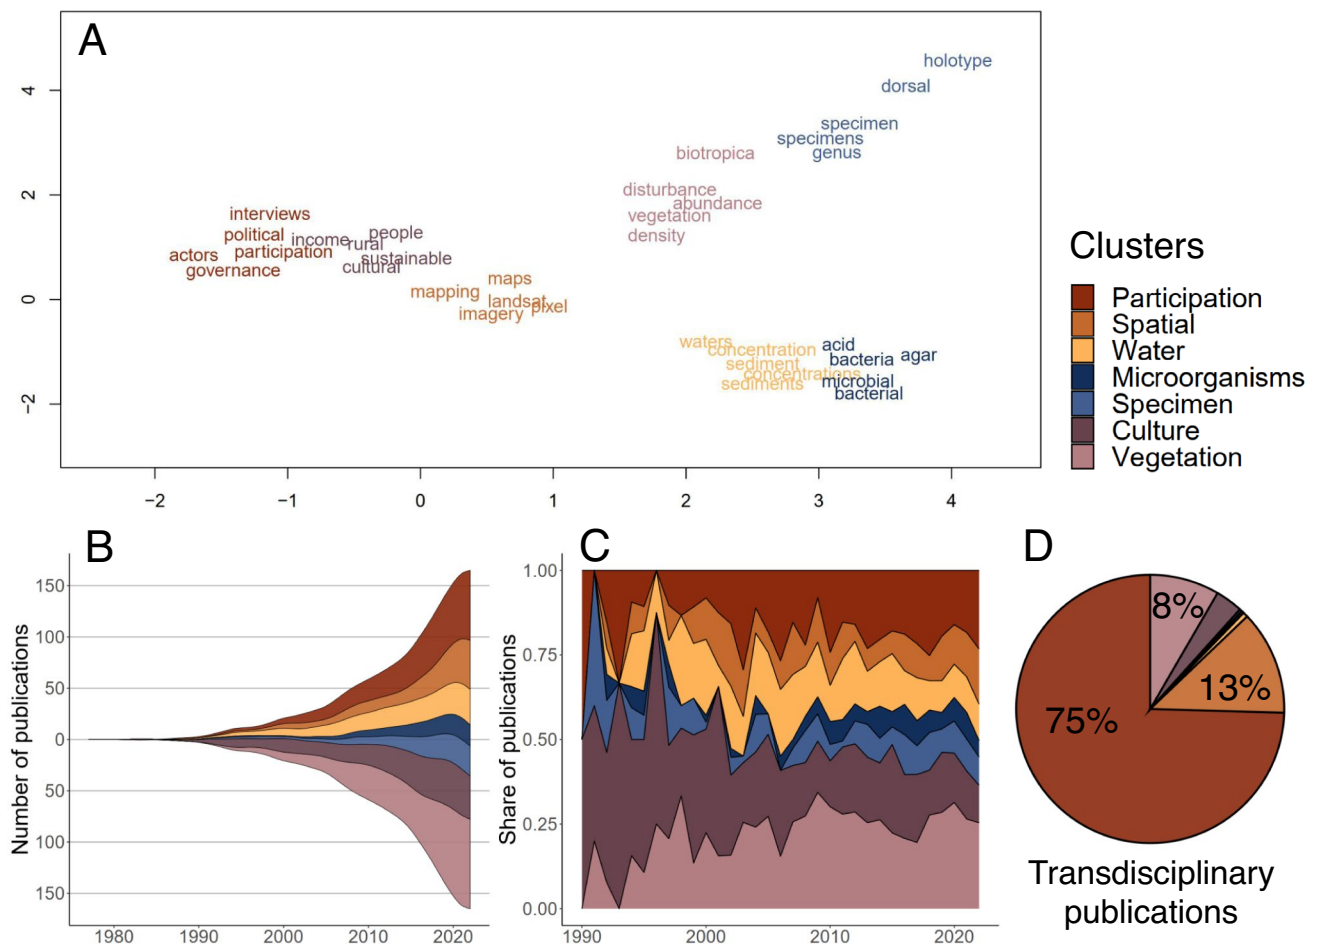 A
holotype
dorsal
4
specimen
specimens
genus
biotropica
2
disturbance
abundance
vegetation
density
interviews
political
people
income
rural
actors
participation
sustainable
governance
cultural
0
maps
mapping
landsat
pixel
imagery
waters
concentration
acid
bacteria
agar
sediment
concentrations
sediments
microbial
bacterial
−2
−2
−1
0
1
2
3
4
Clusters
Participation
Spatial
Water
Microorganisms
Specimen
Culture
Vegetation
B
Number of publications
150
100
50
0
50
100
150
1980
1990
2000
2010
2020
C
Share of publications
1.00
0.75
0.50
0.25
0.00
1990
2000
2010
2020
D
8%
13%
75%
Transdisciplinary
publications